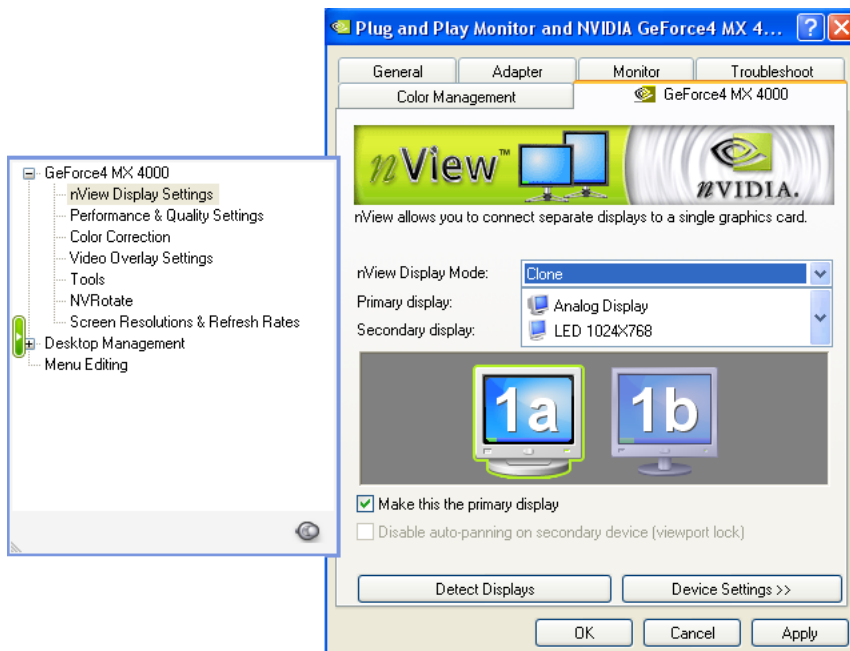 Plug and Play Monitor and NVIDIA GeForce4 MX 4...
General Adapter Monitor Troubleshoot
Color Management GeForce4 MX 4000
nView™ NVIDIA.
nView allows you to connect separate displays to a single graphics card.
GeForce4 MX 4000
nView Display Settings
Performance & Quality Settings
Color Correction
Video Overlay Settings
Tools
NVRotate
Screen Resolutions & Refresh Rates
Desktop Management
Menu Editing
nView Display Mode: Clone
Primary display: Analog Display
Secondary display: LED 1024X768
1a 1b
Make this the primary display
Disable auto-panning on secondary device (viewport lock)
Detect Displays Device Settings >>
OK Cancel Apply